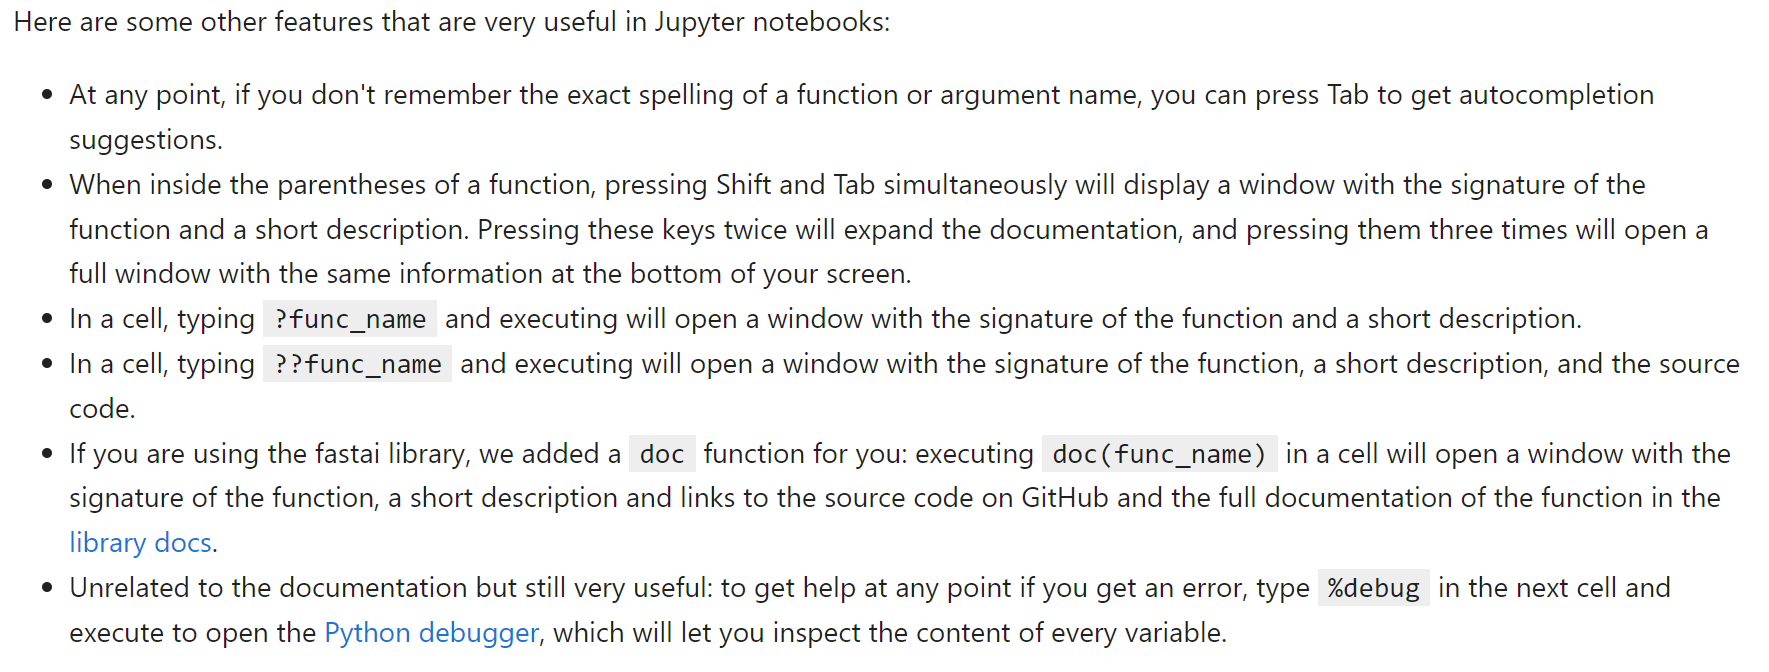 Here are some other features that are very useful in Jupyter notebooks:
• At any point, if you don't remember the exact spelling of a function or argument name, you can press Tab to get autocompletion
suggestions.
• When inside the parentheses of a function, pressing Shift and Tab simultaneously will display a window with the signature of the
function and a short description. Pressing these keys twice will expand the documentation, and pressing them three times will open a
full window with the same information at the bottom of your screen.
• In a cell, typing ?func_name and executing will open a window with the signature of the function and a short description.
• In a cell, typing ??func_name and executing will open a window with the signature of the function, a short description, and the source
code.
• If you are using the fastai library, we added a doc function for you: executing doc(func_name) in a cell will open a window with the
signature of the function, a short description and links to the source code on GitHub and the full documentation of the function in the
library docs.
• Unrelated to the documentation but still very useful: to get help at any point if you get an error, type %debug in the next cell and
execute to open the Python debugger, which will let you inspect the content of every variable.